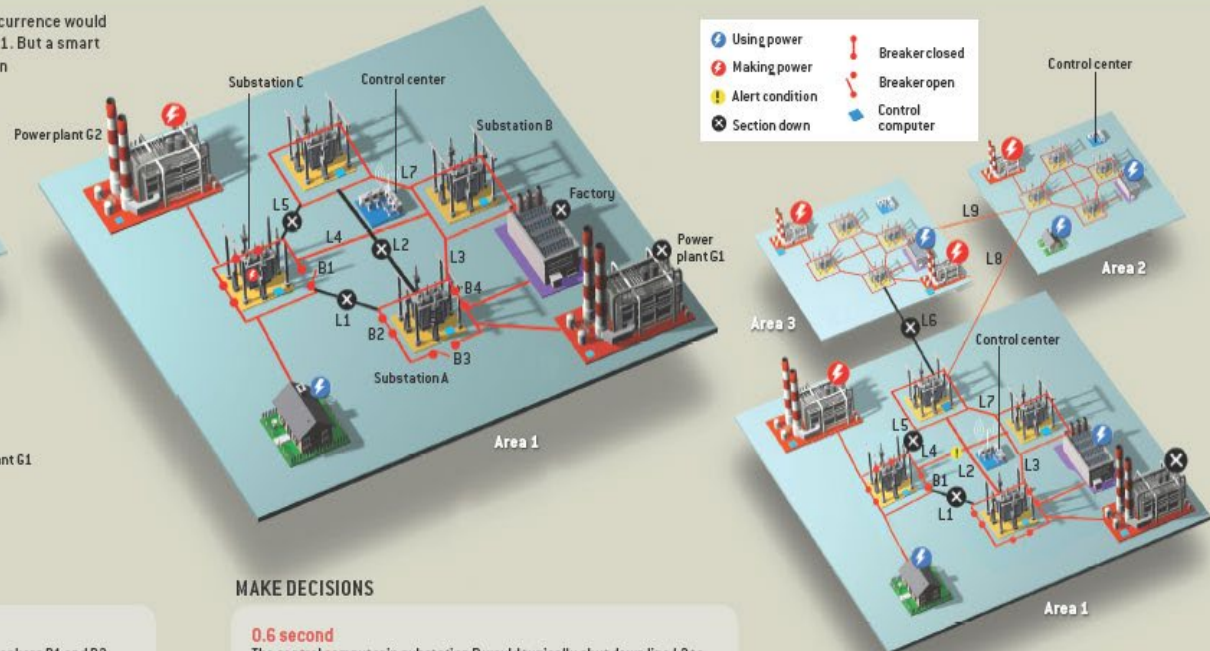 currence would
1. But a smart
n
Substation C
Control center
Power plant G2
Substation B
L7
Factory
L5
L4
L2
L3
Power
plant G1
B1
B4
L1
B2
B3
Substation A
Area 1
ant G1
Using power
Making power
Alert condition
Section down
Breaker closed
Breaker open
Control
computer
Control center
L9
L8
Area 2
Area 3
L6
Control center
L7
L5
L4
L2
L3
B1
L1
Area 1
MAKE DECISIONS
0.6 second